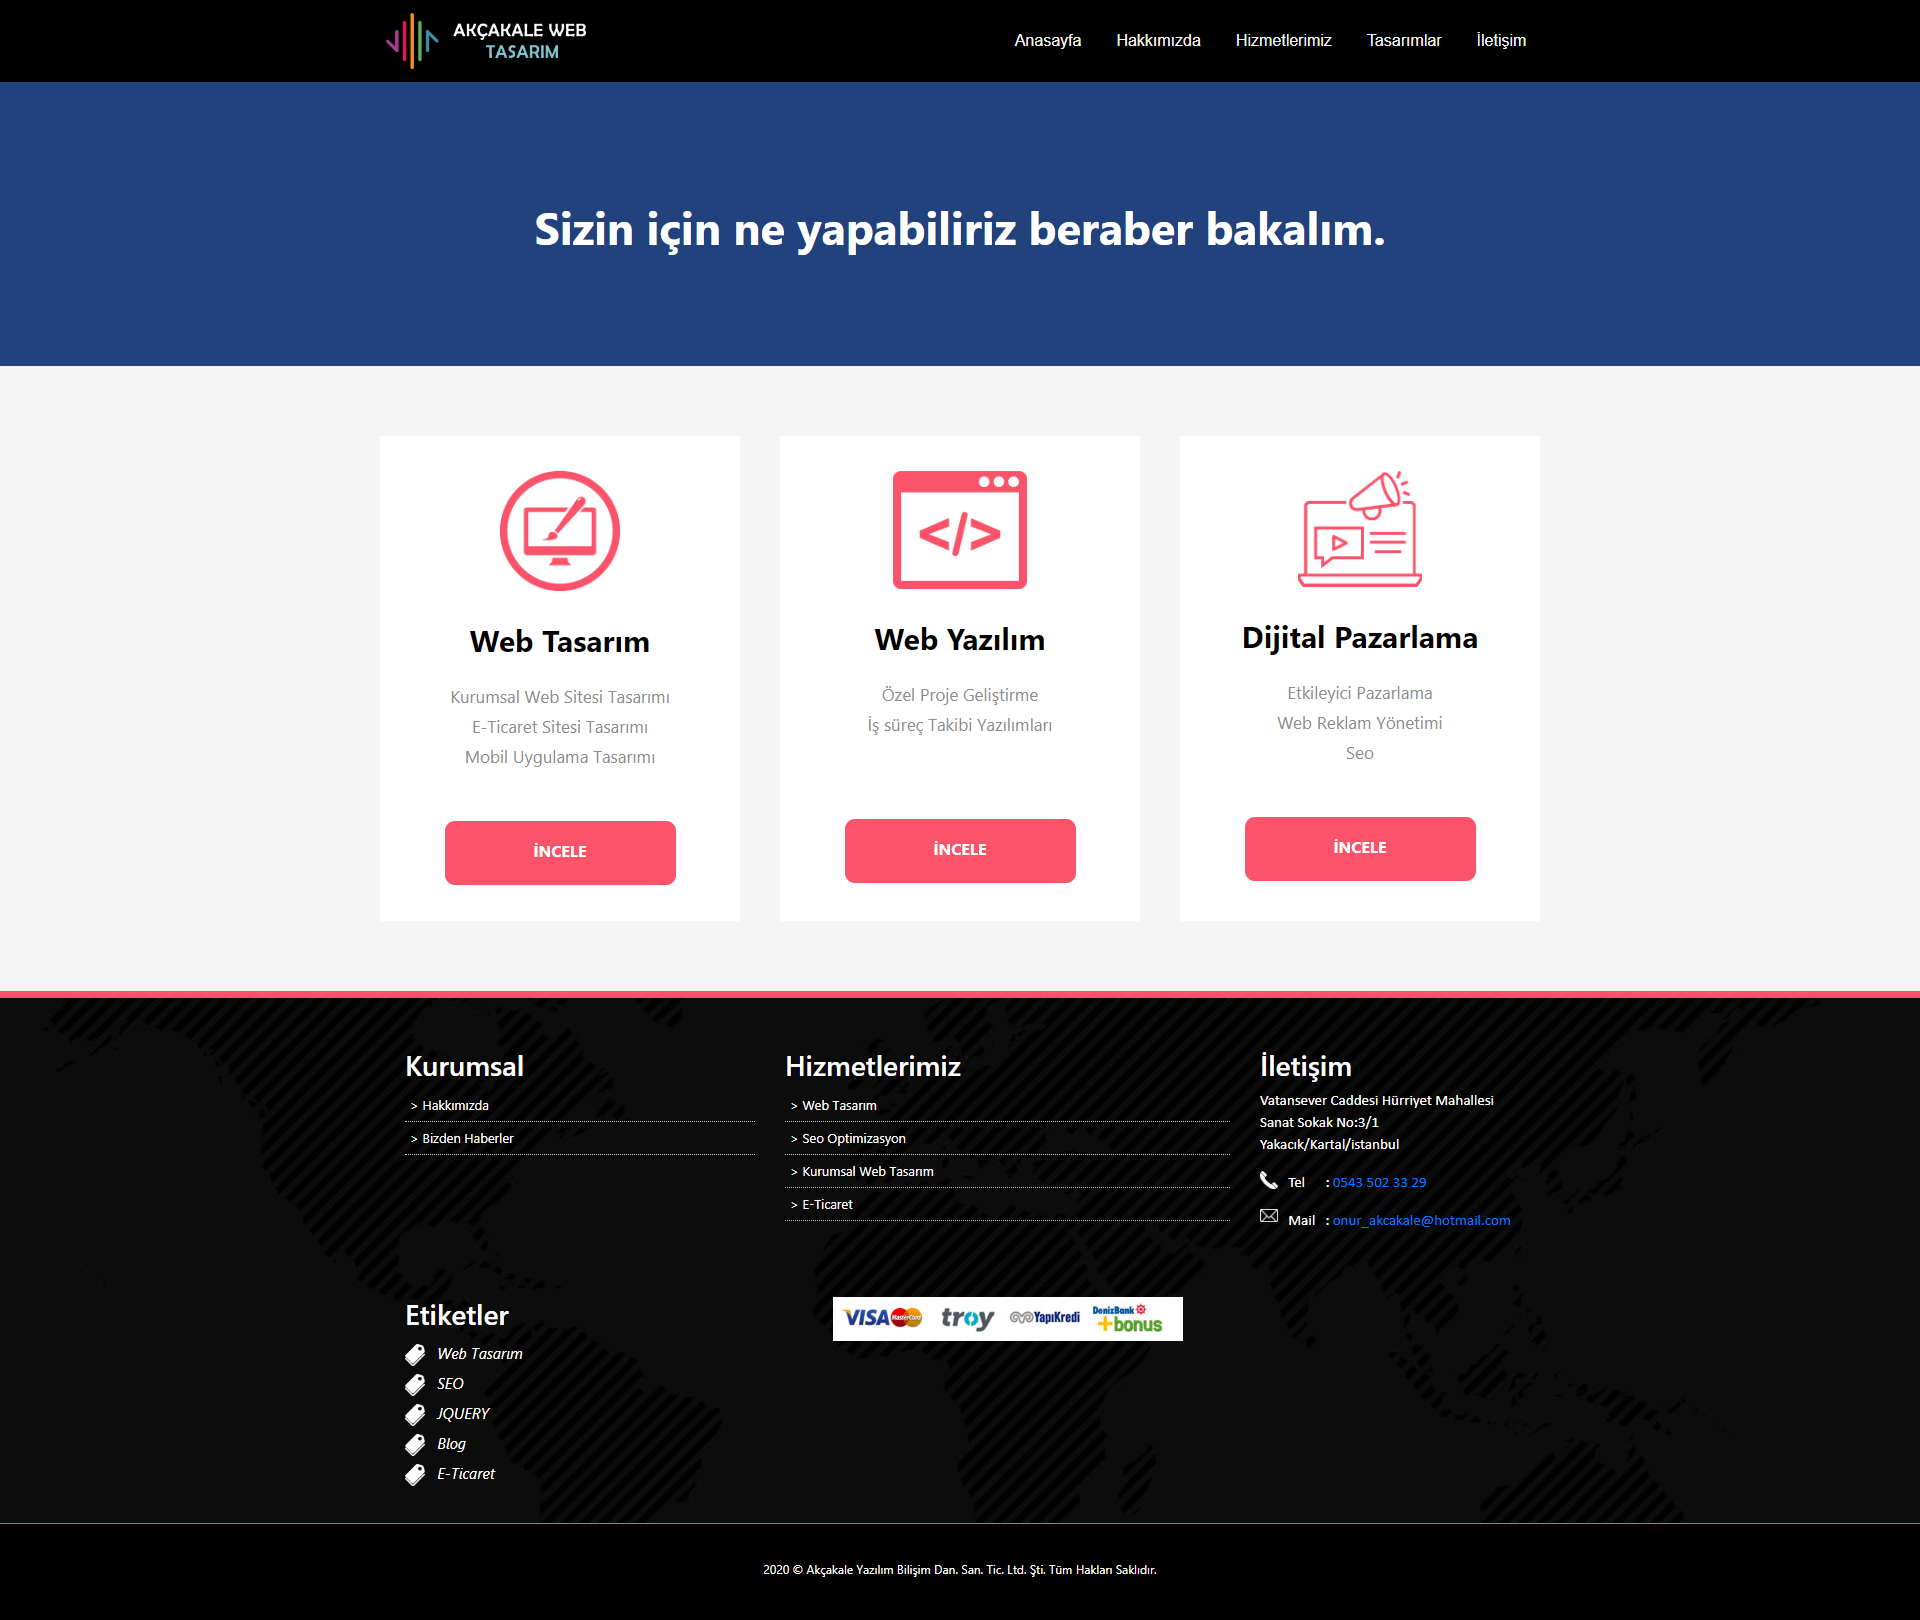 AKÇAKALE WEB
TASARIM
Anasayfa Hakkımızda Hizmetlerimiz Tasarımlar İletişim
Sizin için ne yapabiliriz beraber bakalım.
Web Tasarım
Kurumsal Web Sitesi Tasarımı
E-Ticaret Sitesi Tasarımı
Mobil Uygulama Tasarımı
İNCELE
</>
Web Yazılım
Özel Proje Geliştirme
İş süreç Takibi Yazılımları
İNCELE
Dijital Pazarlama
Etkileyici Pazarlama
Web Reklam Yönetimi
Seo
İNCELE
Kurumsal
> Hakkımızda
> Bizden Haberler
Hizmetlerimiz
> Web Tasarım
> Seo Optimizasyon
> Kurumsal Web Tasarım
> E-Ticaret
İletişim
Vatansever Caddesi Hürriyet Mahallesi
Sanat Sokak No:3/1
Yakacık/Kartal/istanbul
Tel : 0543 502 33 29
Mail : onur_akcakale@hotmail.com
Etiketler
Web Tasarım
SEO
JQUERY
Blog
E-Ticaret
VISA MasterCard troy YapıKredi DenizBank +bonus
2020 © Akçakale Yazılım Bilişim Dan. San. Tic. Ltd. Şti. Tüm Hakları Saklıdır.